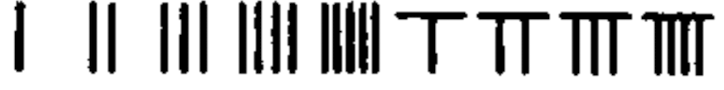 𝍠 𝍡 𝍢 𝍣 𝍤 𝍥 𝍦 𝍧 𝍨